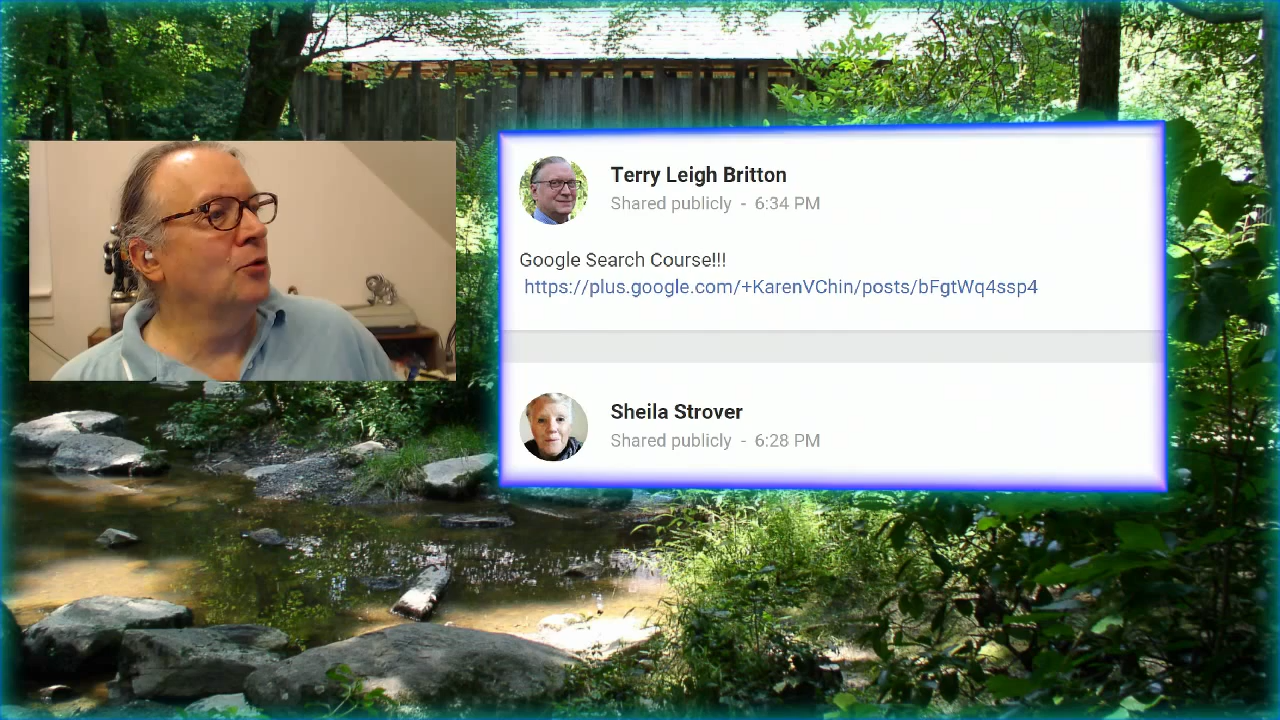 Terry Leigh Britton
Shared publicly - 6:34 PM
Google Search Course!!!
https://plus.google.com/+KarenVChin/posts/bFgtWq4ssp4
Sheila Strover
Shared publicly - 6:28 PM